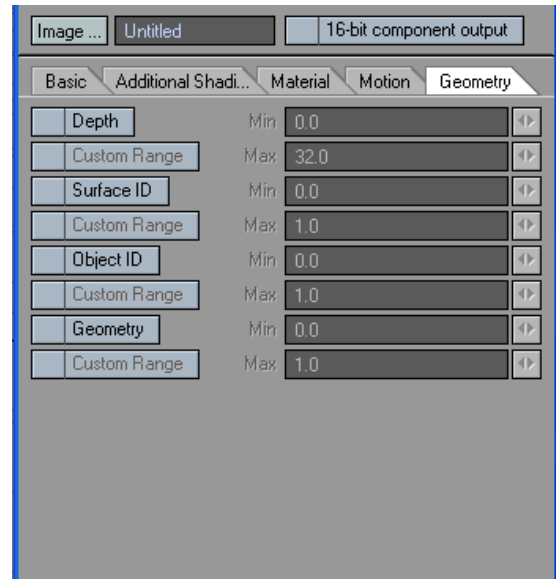 Image ... Untitled 16-bit component output
Basic Additional Shadi... Material Motion Geometry
Depth Min 0.0
Custom Range Max 32.0
Surface ID Min 0.0
Custom Range Max 1.0
Object ID Min 0.0
Custom Range Max 1.0
Geometry Min 0.0
Custom Range Max 1.0